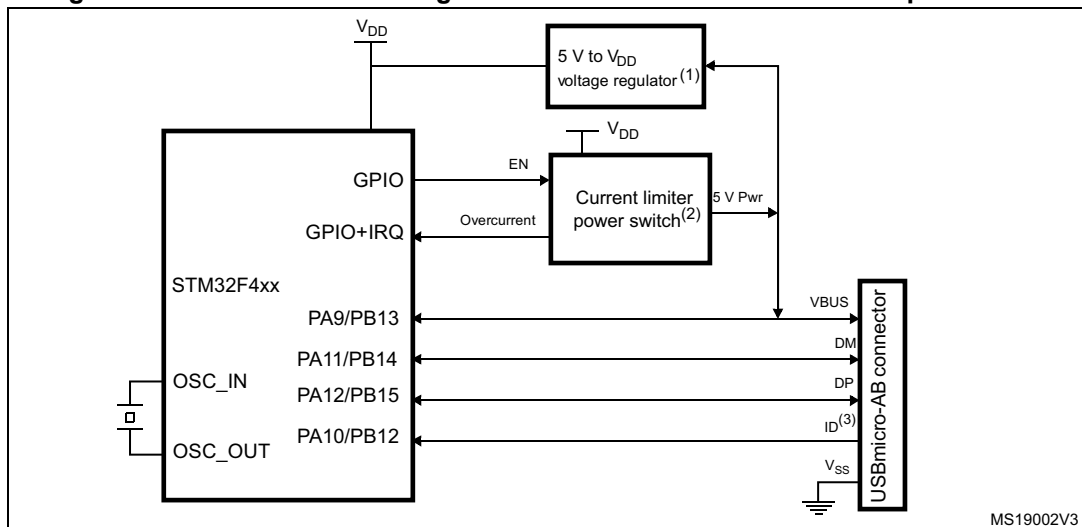 V_DD
5 V to V_DD
voltage regulator(1)
V_DD
GPIO
EN
Current limiter
power switch(2)
5 V Pwr
GPIO+IRQ
Overcurrent
STM32F4xx
PA9/PB13
VBUS
PA11/PB14
DM
OSC_IN
PA12/PB15
DP
PA10/PB12
ID(3)
OSC_OUT
V_SS
USBmicro-AB connector
MS19002V3